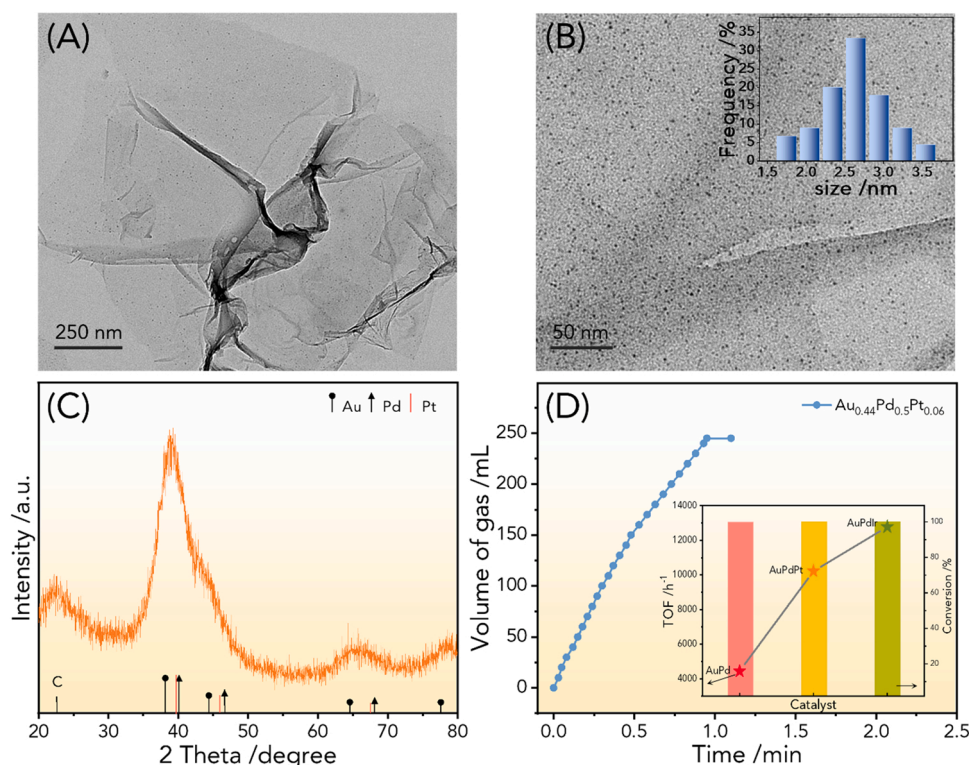 (A)
250 nm
(B)
Frequency /%
35
30
25
20
15
10
5
0
1.5 2.0 2.5 3.0 3.5
size /nm
50 nm
(C)
Au Pd Pt
Intensity /a.u.
C
20 30 40 50 60 70 80
2 Theta /degree
(D)
Au0.44Pd0.5Pt0.06
Volume of gas /mL
250
200
150
100
50
0
0.0 0.5 1.0 1.5 2.0 2.5
Time /min
TOF /h-1
14000
12000
10000
8000
6000
4000
AuPd
AuPdPt
AuPdIr
100
80
60
40
20
Conversion /%
Catalyst